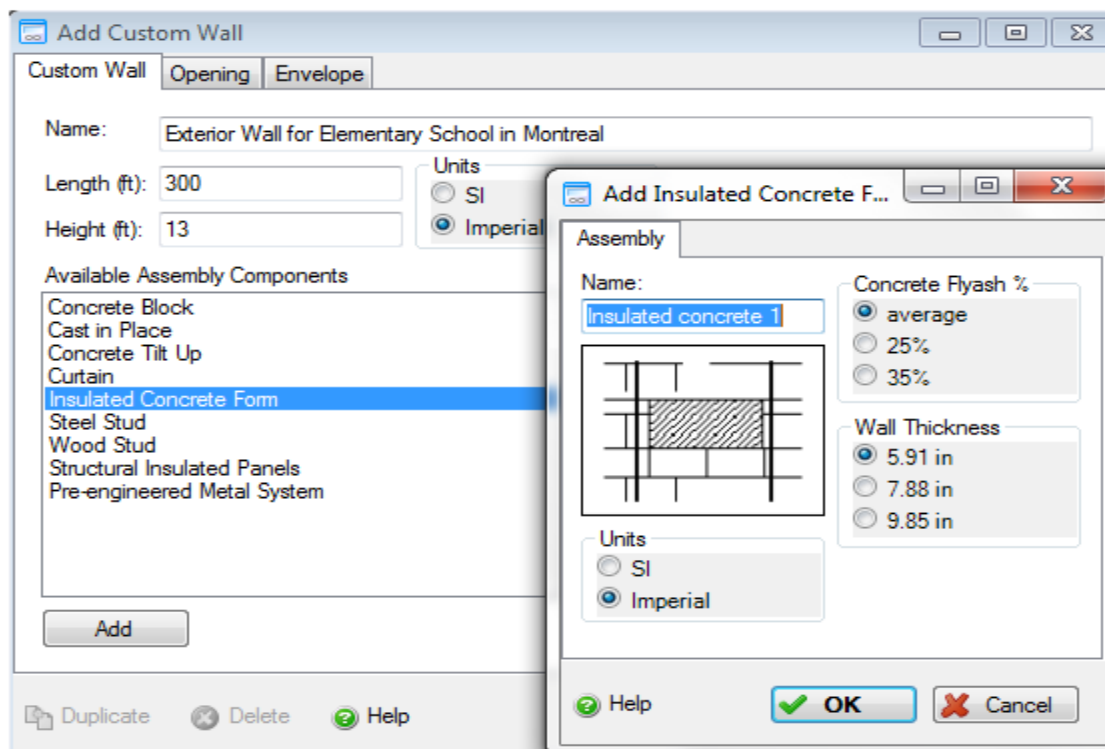 Add Custom Wall
Custom Wall Opening Envelope
Name: Exterior Wall for Elementary School in Montreal
Length (ft): 300
Height (ft): 13
Units
SI
Imperial
Available Assembly Components
Concrete Block
Cast in Place
Concrete Tilt Up
Curtain
Insulated Concrete Form
Steel Stud
Wood Stud
Structural Insulated Panels
Pre-engineered Metal System
Add
Duplicate Delete Help
Add Insulated Concrete F...
Assembly
Name:
Insulated concrete 1
Units
SI
Imperial
Concrete Flyash %
average
25%
35%
Wall Thickness
5.91 in
7.88 in
9.85 in
Help OK Cancel